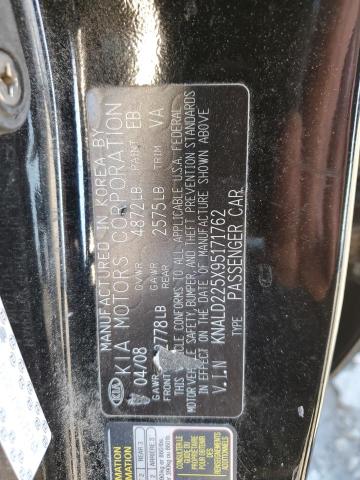 MANUFACTURED IN KOREA BY
KIA MOTORS CORPORATION
KIA
04/08 GVWR 4872LB PAINT EB
GAWR FRONT 2778LB GAWR REAR 2575LB TRIM VA
THIS CONFORMS TO ALL APPLICABLE U.S.A. FEDERAL
MOTOR VEHICLE SAFETY, BUMPER, AND THEFT PREVENTION STANDARDS
IN EFFECT ON THE DATE OF MANUFACTURE SHOWN ABOVE
V.I.N KNALD225X95171762
TYPE PASSENGER CAR